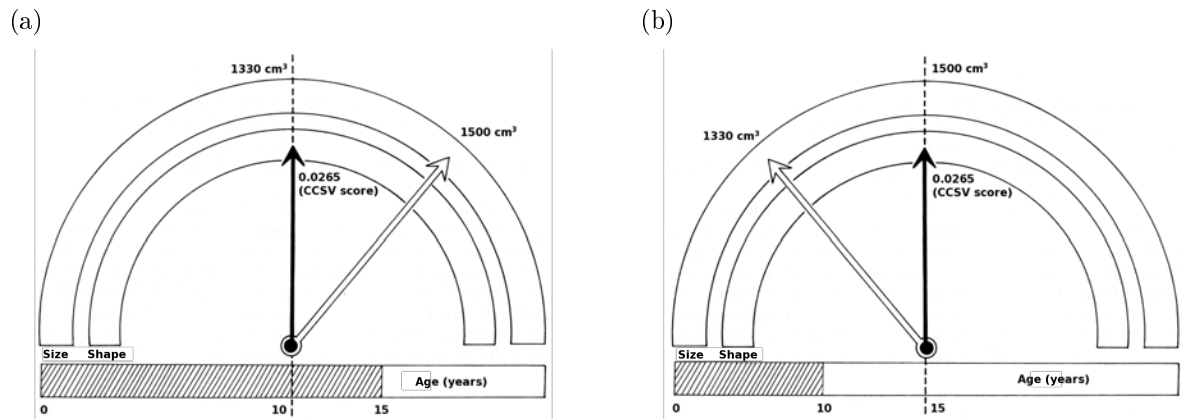 (a)
1330 cm³
1500 cm³
0.0265
(CCSV score)
Size Shape
Age (years)
0 10 15
(b)
1500 cm³
1330 cm³
0.0265
(CCSV score)
Size Shape
Age (years)
0 10 15